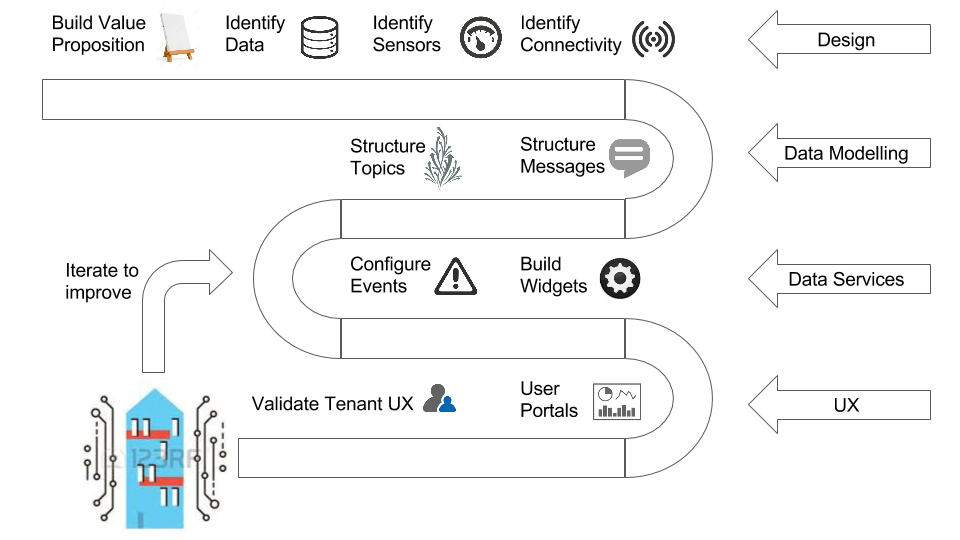 Build Value
Proposition
Identify
Data
Identify
Sensors
Identify
Connectivity
Design
Structure
Topics
Structure
Messages
Data Modelling
Iterate to
improve
Configure
Events
Build
Widgets
Data Services
Validate Tenant UX
User
Portals
UX
123RF